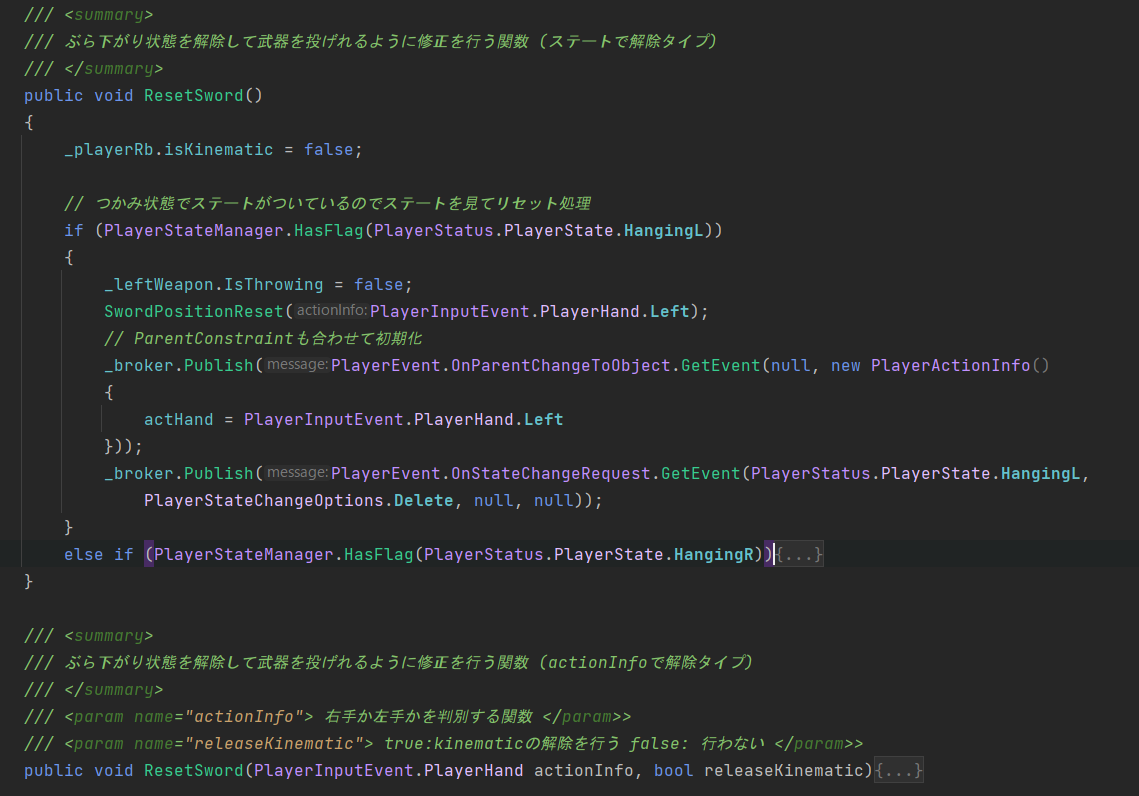 /// <summary>
/// ぶら下がり状態を解除して武器を投げれるように修正を行う関数 (ステートで解除タイプ)
/// </summary>
public void ResetSword()
{
    _playerRb.isKinematic = false;

    // つかみ状態でステートがついているのでステートを見てリセット処理
    if (PlayerStateManager.HasFlag(PlayerStatus.PlayerState.HangingL))
    {
        _leftWeapon.IsThrowing = false;
        SwordPositionReset(actionInfo:PlayerInputEvent.PlayerHand.Left);
        // ParentConstraintも合わせて初期化
        _broker.Publish(message:PlayerEvent.OnParentChangeToObject.GetEvent(null, new PlayerActionInfo()
        {
            actHand = PlayerInputEvent.PlayerHand.Left
        }));
        _broker.Publish(message:PlayerEvent.OnStateChangeRequest.GetEvent(PlayerStatus.PlayerState.HangingL,
            PlayerStateChangeOptions.Delete, null, null));
    }
    else if (PlayerStateManager.HasFlag(PlayerStatus.PlayerState.HangingR)){...}
}

/// <summary>
/// ぶら下がり状態を解除して武器を投げれるように修正を行う関数 (actionInfoで解除タイプ)
/// </summary>
/// <param name="actionInfo"> 右手か左手かを判別する関数 </param>>
/// <param name="releaseKinematic"> true:kinematicの解除を行う false: 行わない </param>>
public void ResetSword(PlayerInputEvent.PlayerHand actionInfo, bool releaseKinematic){...}